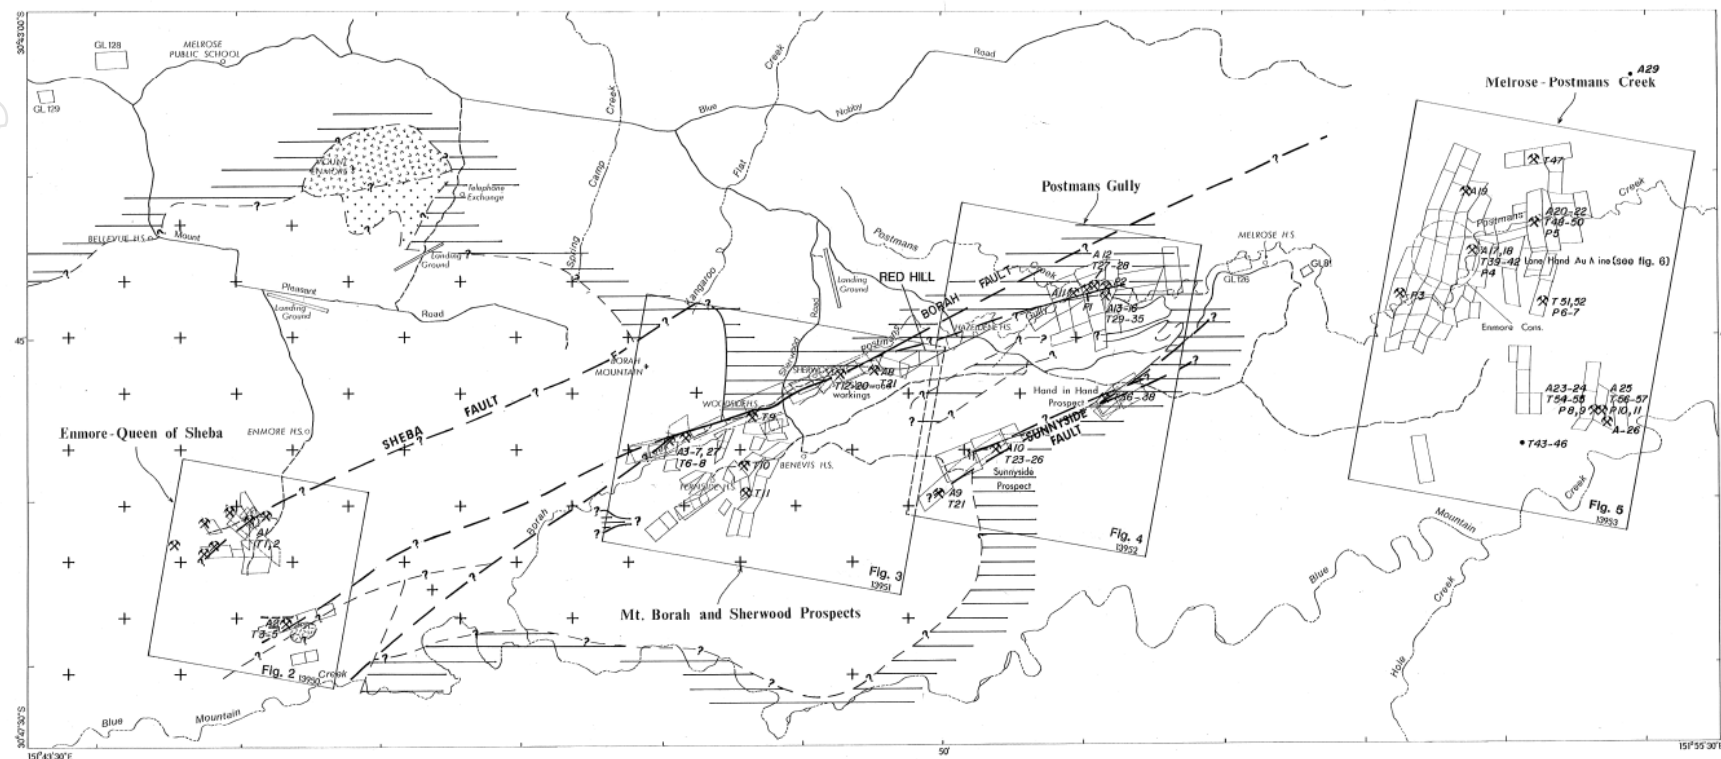 30°43'00"S
GL 128
MELROSE
PUBLIC SCHOOL
GL 129
Creek
Creek
Road
Blue
Nobby
A29
Melrose - Postmans
Creek
MOUNT
ENMORE
Telephone
Exchange
Camp
Flat
Postmans Gully
T47
A19
Creek
Postmans
A20-22
T48-50
P5
BELLEVUE H.S.
Mount
Landing
Ground
Spring
Kangaroo
Postmans
Landing
Ground
RED HILL
FAULT
BORAH
Creek
Gully
A12
T27-28
A11
P2
P1
T29-35
MELROSE H.S.
GL 126
GL81
A17,18
T39-42
P4
Long Hand Au Mine (see fig. 6)
P3
T51,52
P6-7
Enmore Cons.
Pleasant
Landing
Ground
Road
Road
45'
BORAH
MOUNTAIN
Sherwood
Postmans
HAZELDENE H.S.
SHERWOOD
A8
T21
T12-20
workings
WOODSIDE H.S.
T9
Hand in Hand
Prospect
T36-38
SUNNYSIDE
FAULT
A23-24
T54-55
P8,9
A25
T56-57
P10,11
A-26
T43-46
Enmore-Queen of Sheba
ENMORE H.S.
SHEBA
FAULT
A3-7, 27
T6-8
T10
BENEVIS H.S.
T11
A10
T23-26
Sunnyside
Prospect
A9
T21
A1
T1,2
Borah
Fig. 3
13951
Fig. 4
13952
Fig. 5
13953
Creek
Mountain
Blue
Creek
Hole
Mt. Borah and Sherwood Prospects
A2
T3-5
Fig. 2
13950
Creek
Blue
Mountain
30°47'30"S
151°43'30"E
50'
151°55'30"E